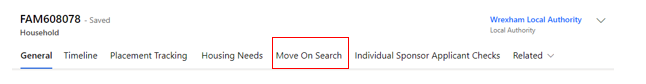 FAM608078 - Saved
Household
Wrexham Local Authority
Local Authority
General Timeline Placement Tracking Housing Needs Move On Search Individual Sponsor Applicant Checks Related